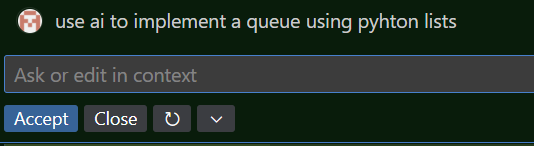 use ai to implement a queue using pyhton lists
Ask or edit in context
Accept Close